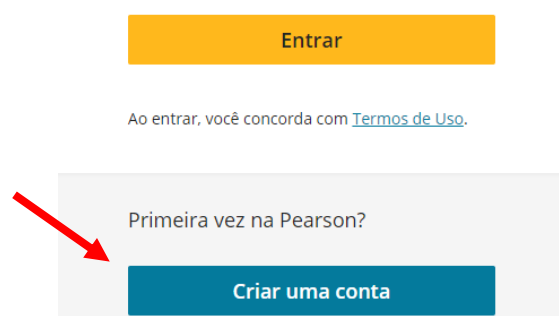 Entrar
Ao entrar, você concorda com Termos de Uso.
Primeira vez na Pearson?
Criar uma conta